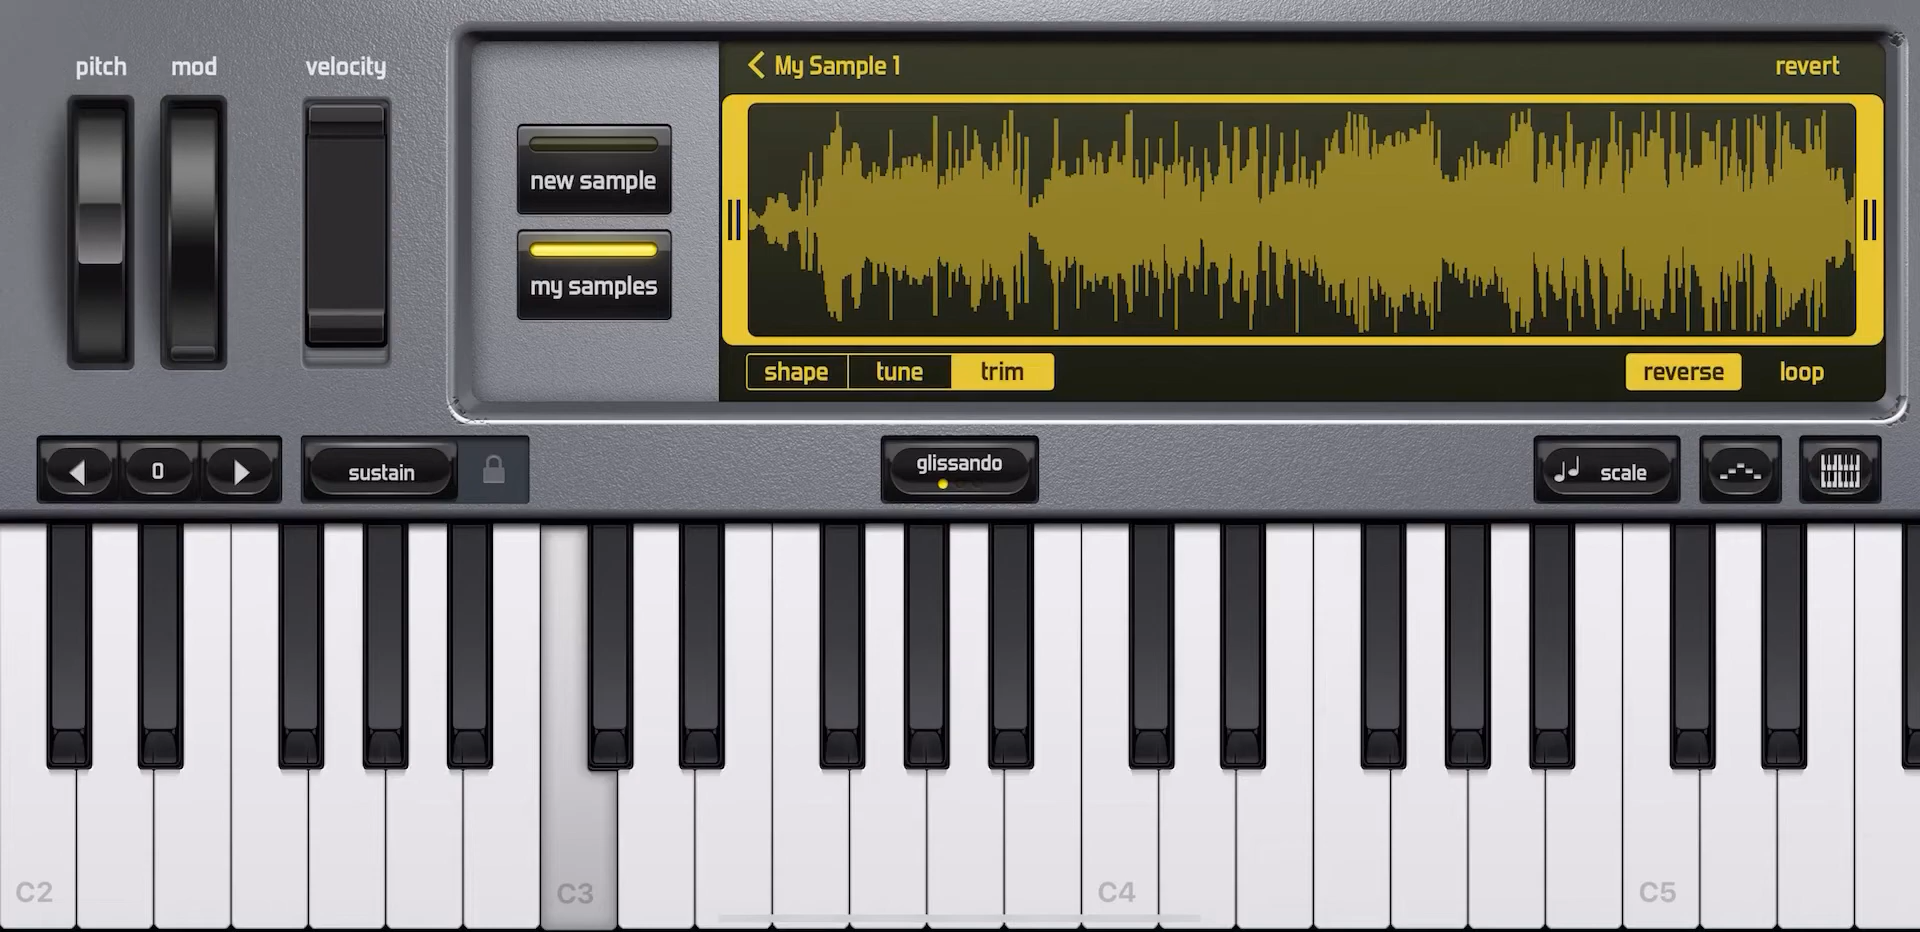 pitch
mod
velocity
My Sample 1
revert
new sample
my samples
shape
tune
trim
reverse
loop
0
sustain
glissando
scale
C2
C3
C4
C5